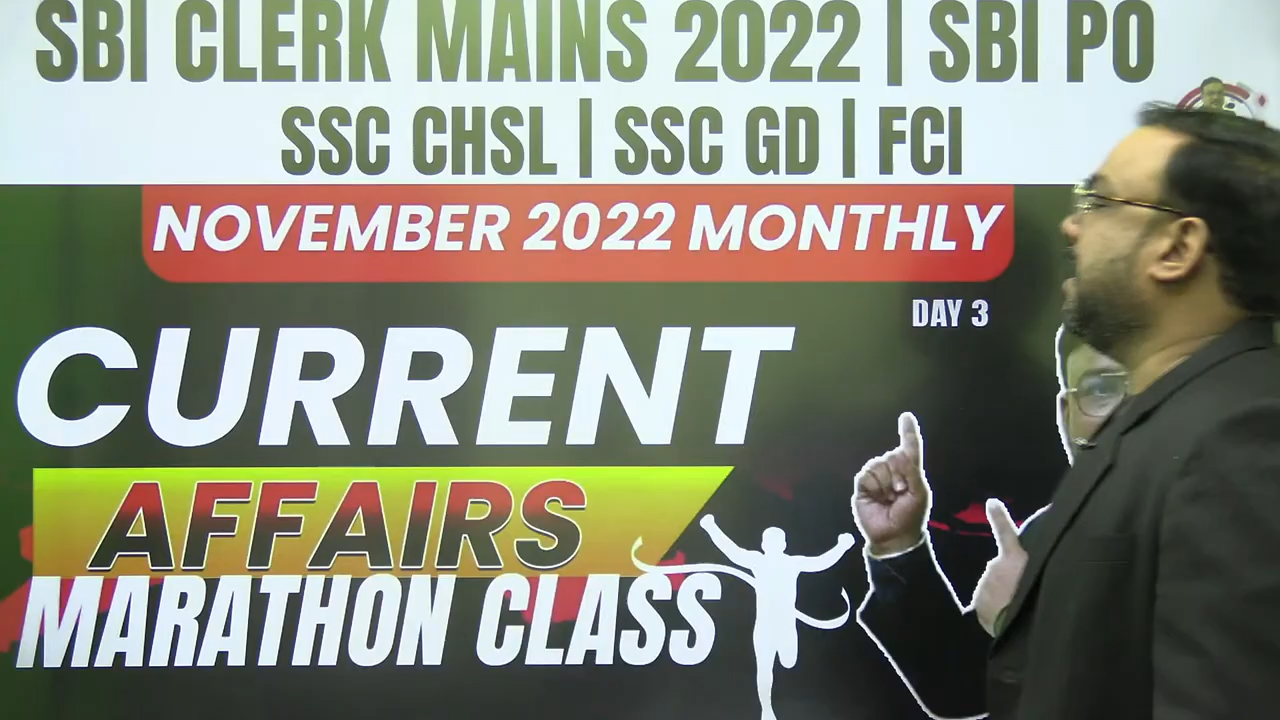 SBI CLERK MAINS 2022 | SBI PO
SSC CHSL | SSC GD | FCI
NOVEMBER 2022 MONTHLY
DAY 3
CURRENT
AFFAIRS
MARATHON CLASS